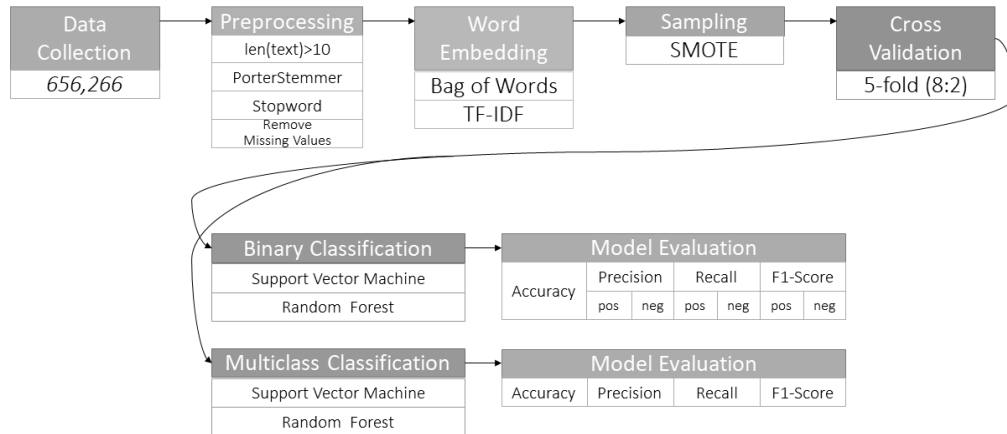 Data
Collection
656,266
Preprocessing
len(text)>10
PorterStemmer
Stopword
Remove
Missing Values
Word
Embedding
Bag of Words
TF-IDF
Sampling
SMOTE
Cross
Validation
5-fold (8:2)
Binary Classification
Support Vector Machine
Random Forest
Model Evaluation
Accuracy
Precision
Recall
F1-Score
pos
neg
pos
neg
pos
neg
Multiclass Classification
Support Vector Machine
Random Forest
Model Evaluation
Accuracy
Precision
Recall
F1-Score